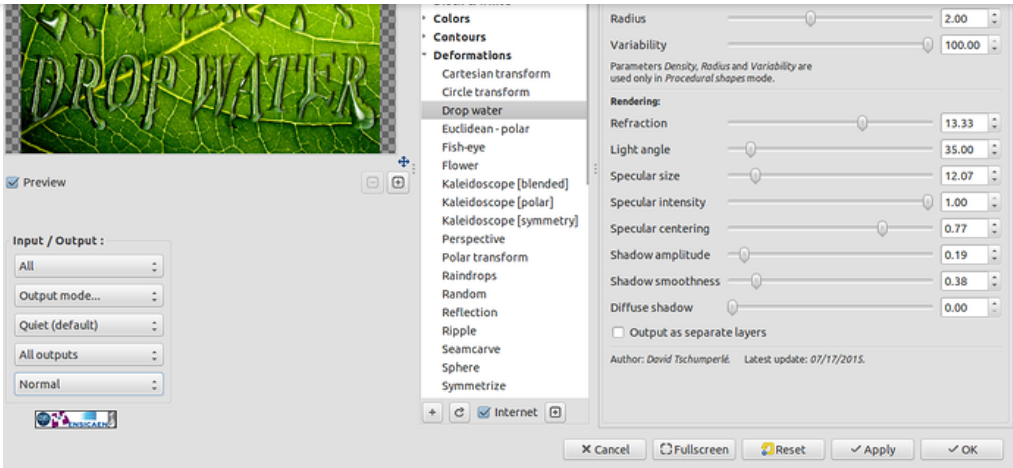 DROP WATER
Preview
Input / Output :
All
Output mode...
Quiet (default)
All outputs
Normal
ENSICAEN
Colors
Contours
Deformations
Cartesian transform
Circle transform
Drop water
Euclidean - polar
Fish-eye
Flower
Kaleidoscope [blended]
Kaleidoscope [polar]
Kaleidoscope [symmetry]
Perspective
Polar transform
Raindrops
Random
Reflection
Ripple
Seamcarve
Sphere
Symmetrize
Internet
Radius 2.00
Variability 100.00
Parameters Density, Radius and Variability are
used only in Procedural shapes mode.
Rendering:
Refraction 13.33
Light angle 35.00
Specular size 12.07
Specular intensity 1.00
Specular centering 0.77
Shadow amplitude 0.19
Shadow smoothness 0.38
Diffuse shadow 0.00
Output as separate layers
Author: David Tschumperlé. Latest update: 07/17/2015.
Cancel Fullscreen Reset Apply OK